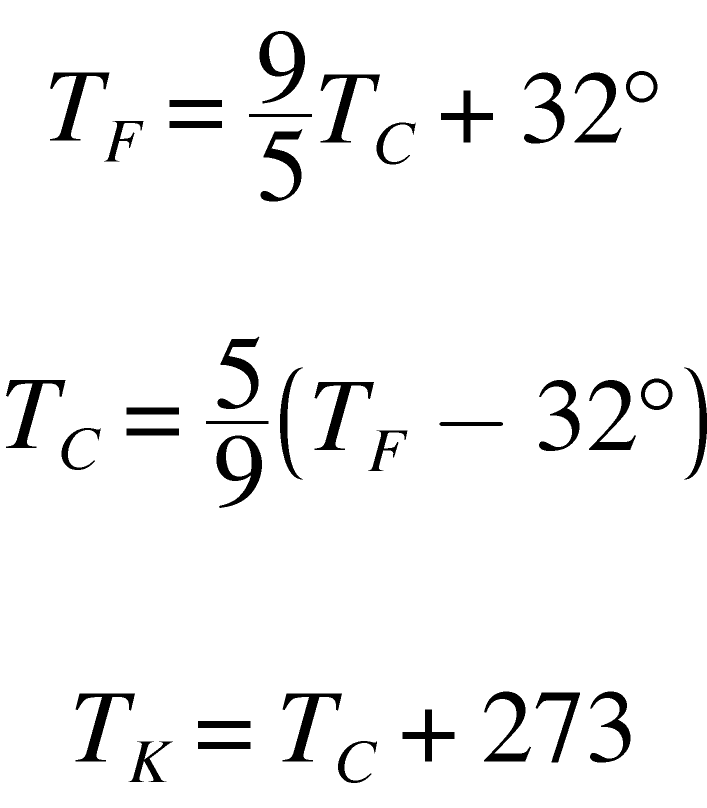 T_F = 9/5 T_C + 32°
T_C = 5/9 (T_F − 32°)
T_K = T_C + 273